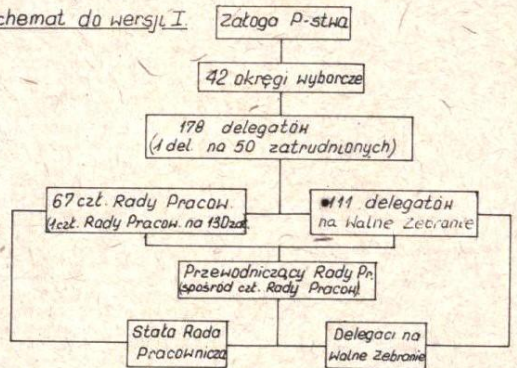 chemat do wersji I.
Załoga P-stwa
42 okręgi wyborcze
178 delegatów
(1 del. na 50 zatrudnionych)
67 czł. Rady Pracow.
(1 czł. Rady Pracow. na 130 zat.
111 delegatów
na Walne Zebranie
Przewodniczący Rady Pr.
(spośród czł. Rady Pracow.)
Stała Rada
Pracownicza
Delegaci na
Walne Zebranie